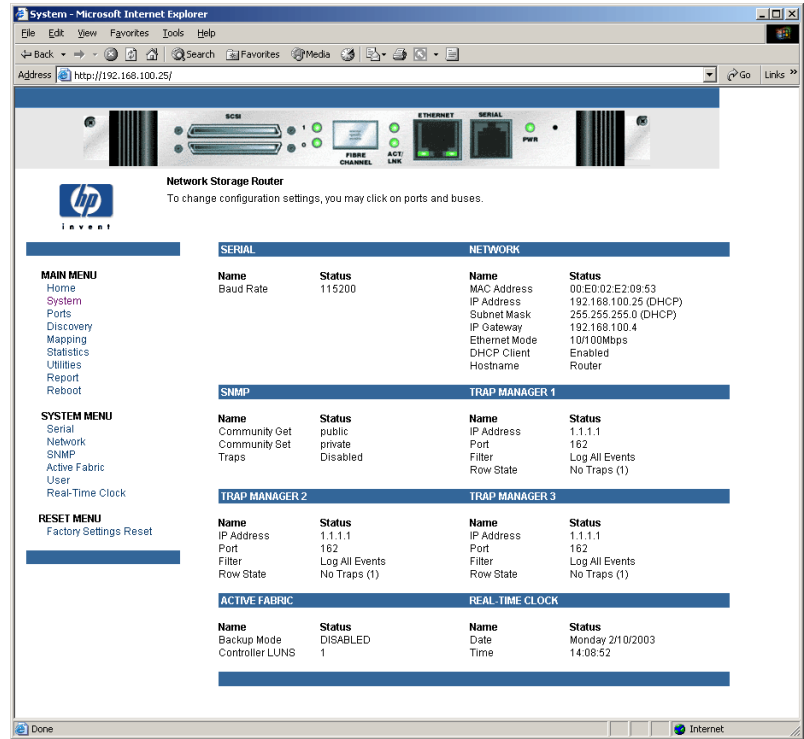 System - Microsoft Internet Explorer
File Edit View Favorites Tools Help
Back Search Favorites Media
Address http://192.168.100.25/ Go Links »
SCSI ETHERNET SERIAL
1
0
FIBRE CHANNEL ACT/ LNK PWR
hp
invent
Network Storage Router
To change configuration settings, you may click on ports and buses.
MAIN MENU
Home
System
Ports
Discovery
Mapping
Statistics
Utilities
Report
Reboot
SYSTEM MENU
Serial
Network
SNMP
Active Fabric
User
Real-Time Clock
RESET MENU
Factory Settings Reset
SERIAL
Name Status
Baud Rate 115200
NETWORK
Name Status
MAC Address 00:E0:02:E2:09:53
IP Address 192.168.100.25 (DHCP)
Subnet Mask 255.255.255.0 (DHCP)
IP Gateway 192.168.100.4
Ethernet Mode 10/100Mbps
DHCP Client Enabled
Hostname Router
SNMP
Name Status
Community Get public
Community Set private
Traps Disabled
TRAP MANAGER 1
Name Status
IP Address 1.1.1.1
Port 162
Filter Log All Events
Row State No Traps (1)
TRAP MANAGER 2
Name Status
IP Address 1.1.1.1
Port 162
Filter Log All Events
Row State No Traps (1)
TRAP MANAGER 3
Name Status
IP Address 1.1.1.1
Port 162
Filter Log All Events
Row State No Traps (1)
ACTIVE FABRIC
Name Status
Backup Mode DISABLED
Controller LUNS 1
REAL-TIME CLOCK
Name Status
Date Monday 2/10/2003
Time 14:08:52
Done Internet